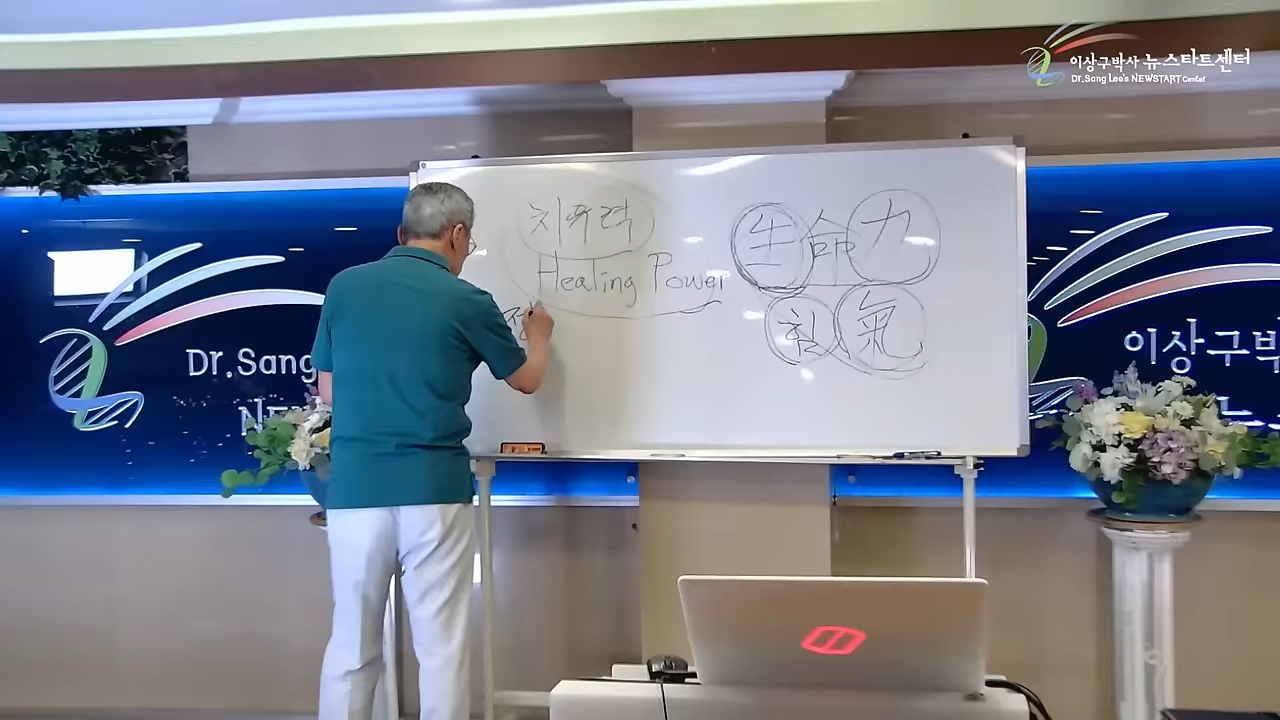 이상구박사 뉴스타트센터
Dr.Sang Lee's NEWSTART Center
치유력
Healing Power
生命力
힘 氣
Dr.Sang
이상구박